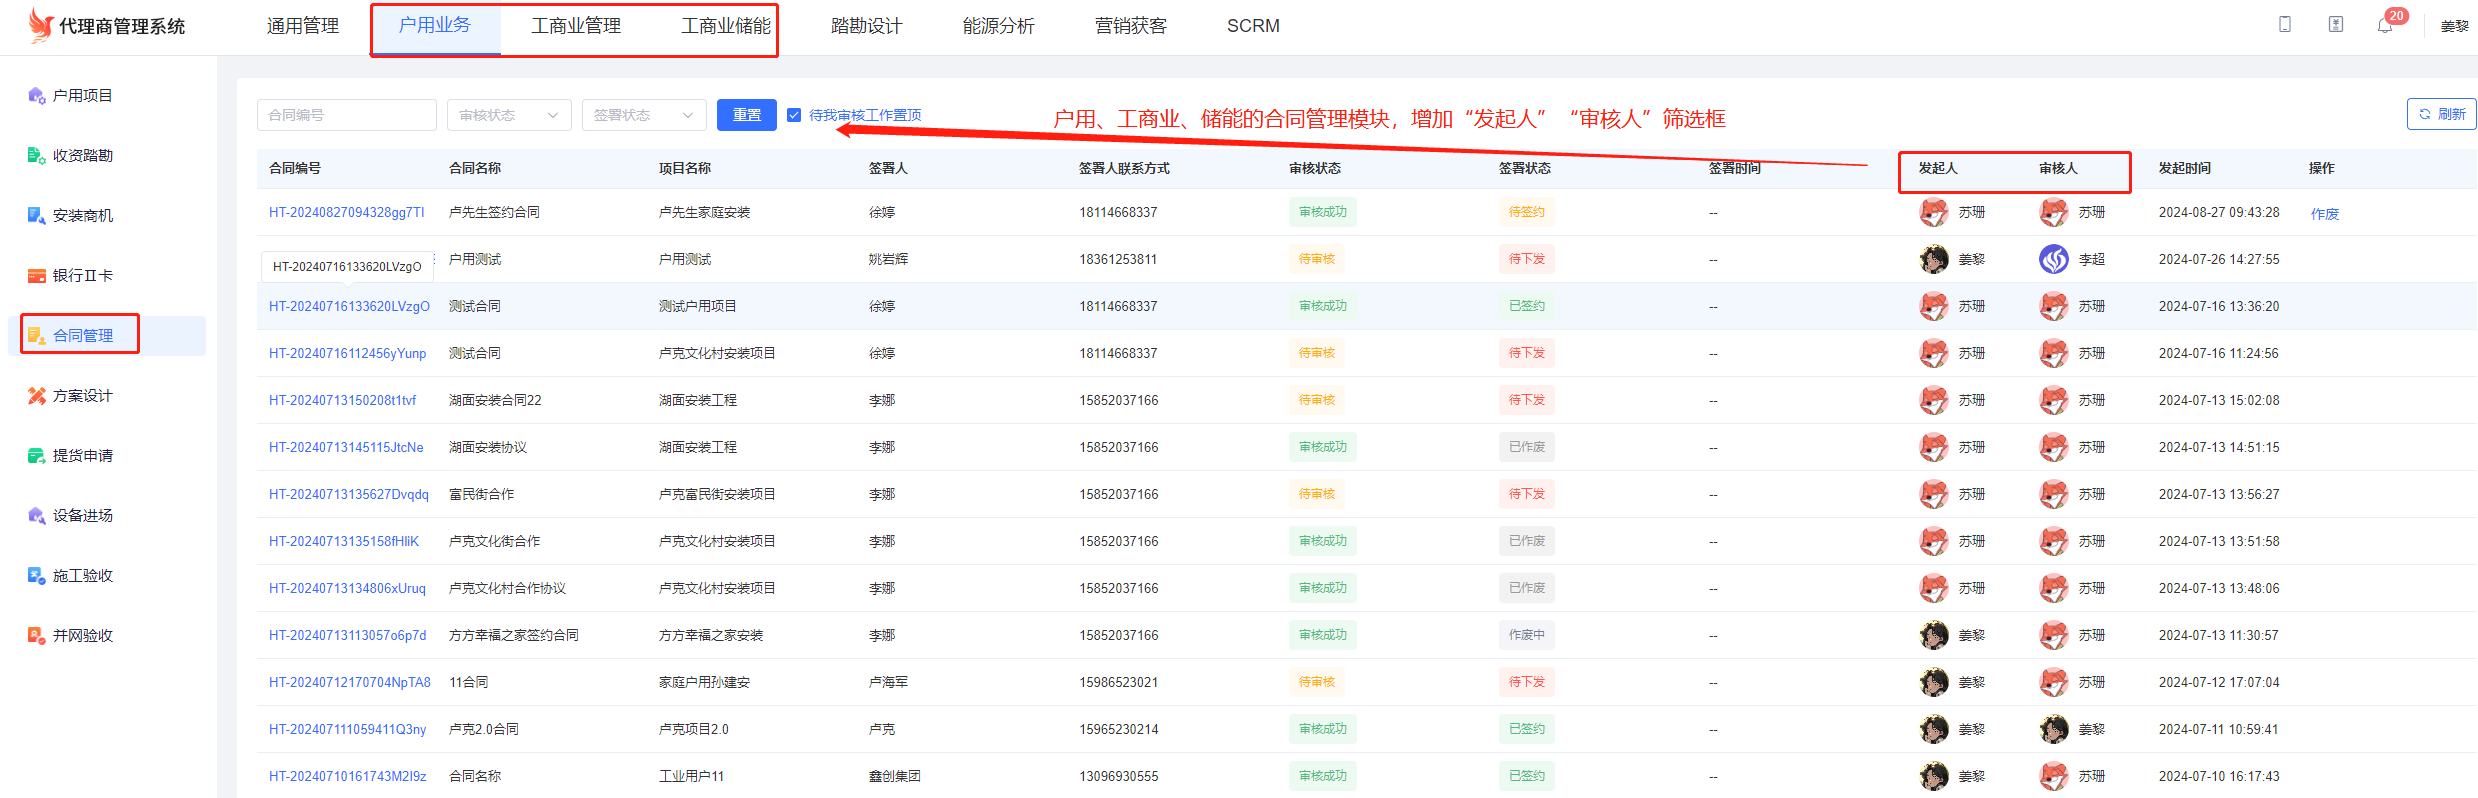 代理商管理系统 通用管理 户用业务 工商业管理 工商业储能 踏勘设计 能源分析 营销获客 SCRM 20 姜黎
户用项目
收资踏勘
安装商机
银行II卡
合同管理
方案设计
提货申请
设备进场
施工验收
并网验收
合同编号 审核状态 签署状态 重置 待我审核工作置顶 户用、工商业、储能的合同管理模块，增加“发起人”“审核人”筛选框 刷新
合同编号 合同名称 项目名称 签署人 签署人联系方式 审核状态 签署状态 签署时间 发起人 审核人 发起时间 操作
HT-20240827094328gg7TI 卢先生签约合同 卢先生家庭安装 徐婷 18114668337 审核成功 待签约 -- 苏珊 苏珊 2024-08-27 09:43:28 作废
HT-20240716133620LVzgO 户用测试 户用测试 姚岩辉 18361253811 待审核 待下发 -- 姜黎 李超 2024-07-26 14:27:55
HT-20240716133620LVzgO 测试合同 测试户用项目 徐婷 18114668337 审核成功 已签约 -- 苏珊 苏珊 2024-07-16 13:36:20
HT-20240716112456yYunp 测试合同 卢克文化村安装项目 徐婷 18114668337 待审核 待下发 -- 苏珊 苏珊 2024-07-16 11:24:56
HT-20240713150208t1tvf 湖面安装合同22 湖面安装工程 李娜 15852037166 待审核 待下发 -- 苏珊 苏珊 2024-07-13 15:02:08
HT-20240713145115JtcNe 湖面安装协议 湖面安装工程 李娜 15852037166 审核成功 已作废 -- 苏珊 苏珊 2024-07-13 14:51:15
HT-20240713135627Dvqdq 富民街合作 卢克富民街安装项目 李娜 15852037166 待审核 待下发 -- 苏珊 苏珊 2024-07-13 13:56:27
HT-20240713135158fHliK 卢克文化街合作 卢克文化村安装项目 李娜 15852037166 审核成功 已作废 -- 苏珊 苏珊 2024-07-13 13:51:58
HT-20240713134806xUruq 卢克文化村合作协议 卢克文化村安装项目 李娜 15852037166 审核成功 已作废 -- 苏珊 苏珊 2024-07-13 13:48:06
HT-20240713113057o6p7d 方方幸福之家签约合同 方方幸福之家安装 李娜 15852037166 审核成功 作废中 -- 姜黎 苏珊 2024-07-13 11:30:57
HT-20240712170704NpTA8 11合同 家庭户用孙建安 卢海军 15986523021 待审核 待下发 -- 姜黎 苏珊 2024-07-12 17:07:04
HT-202407111059411Q3ny 卢克2.0合同 卢克项目2.0 卢克 15965230214 审核成功 已签约 -- 姜黎 姜黎 2024-07-11 10:59:41
HT-20240710161743M2I9z 合同名称 工业用户11 鑫创集团 13096930555 审核成功 已签约 -- 姜黎 苏珊 2024-07-10 16:17:43